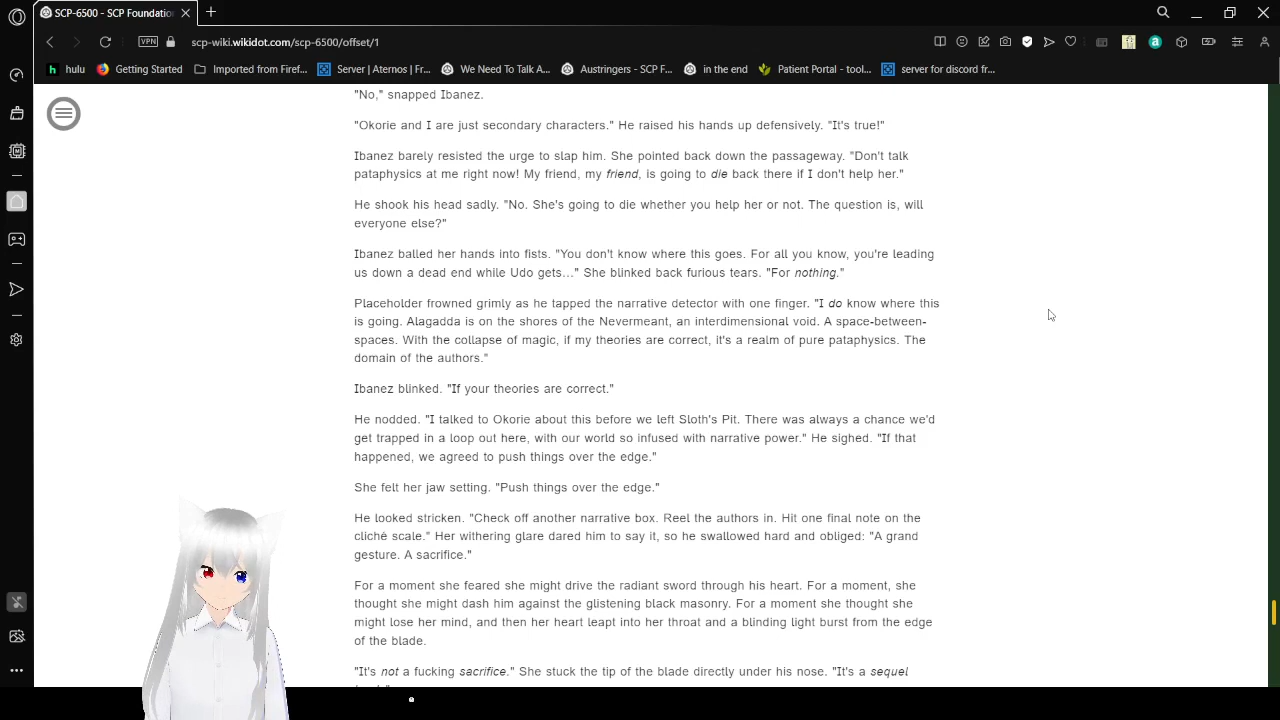 SCP-6500 - SCP Foundatio
VPN
scp-wiki.wikidot.com/scp-6500/offset/1
hulu
Getting Started
Imported from Firef...
Server | Aternos | Fr...
We Need To Talk A...
Austringers - SCP F...
in the end
Patient Portal - tool...
server for discord fr...
"No," snapped Ibanez.
"Okorie and I are just secondary characters." He raised his hands up defensively. "It's true!"
Ibanez barely resisted the urge to slap him. She pointed back down the passageway. "Don't talk
pataphysics at me right now! My friend, my friend, is going to die back there if I don't help her."
He shook his head sadly. "No. She's going to die whether you help her or not. The question is, will
everyone else?"
Ibanez balled her hands into fists. "You don't know where this goes. For all you know, you're leading
us down a dead end while Udo gets…" She blinked back furious tears. "For nothing."
Placeholder frowned grimly as he tapped the narrative detector with one finger. "I do know where this
is going. Alagadda is on the shores of the Nevermeant, an interdimensional void. A space-between-
spaces. With the collapse of magic, if my theories are correct, it's a realm of pure pataphysics. The
domain of the authors."
Ibanez blinked. "If your theories are correct."
He nodded. "I talked to Okorie about this before we left Sloth's Pit. There was always a chance we'd
get trapped in a loop out here, with our world so infused with narrative power." He sighed. "If that
happened, we agreed to push things over the edge."
She felt her jaw setting. "Push things over the edge."
He looked stricken. "Check off another narrative box. Reel the authors in. Hit one final note on the
cliché scale." Her withering glare dared him to say it, so he swallowed hard and obliged: "A grand
gesture. A sacrifice."
For a moment she feared she might drive the radiant sword through his heart. For a moment, she
thought she might dash him against the glistening black masonry. For a moment she thought she
might lose her mind, and then her heart leapt into her throat and a blinding light burst from the edge
of the blade.
"It's not a fucking sacrifice." She stuck the tip of the blade directly under his nose. "It's a sequel